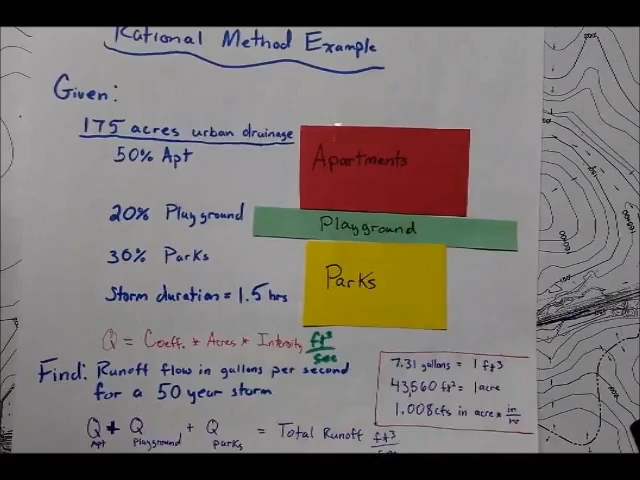 Rational Method Example
Given:
175 acres urban drainage
50% Apt
20% Playground
30% Parks
Storm duration = 1.5 hrs
Apartments
Playground
Parks
Q = Coeff. * Acres * Intensity ft³/sec
Find: Runoff flow in gallons per second
for a 50 year storm
7.31 gallons = 1 ft³
43,560 ft² = 1 acre
1.008 cfs in acre * in/hr
Q Apt + Q Playground + Q Parks = Total Runoff ft³/sec